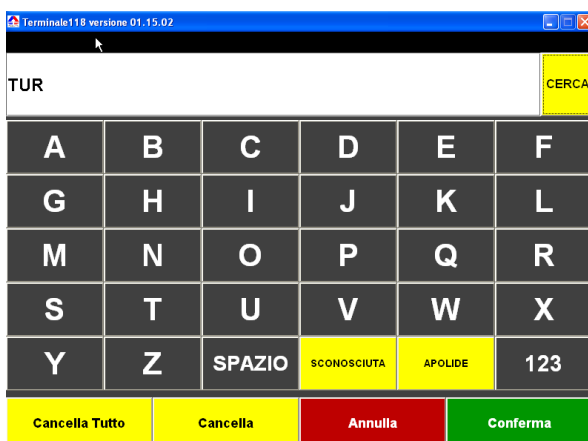 Terminale118 versione 01.15.02
TUR
CERCA
A B C D E F
G H I J K L
M N O P Q R
S T U V W X
Y Z SPAZIO SCONOSCIUTA APOLIDE 123
Cancella Tutto Cancella Annulla Conferma